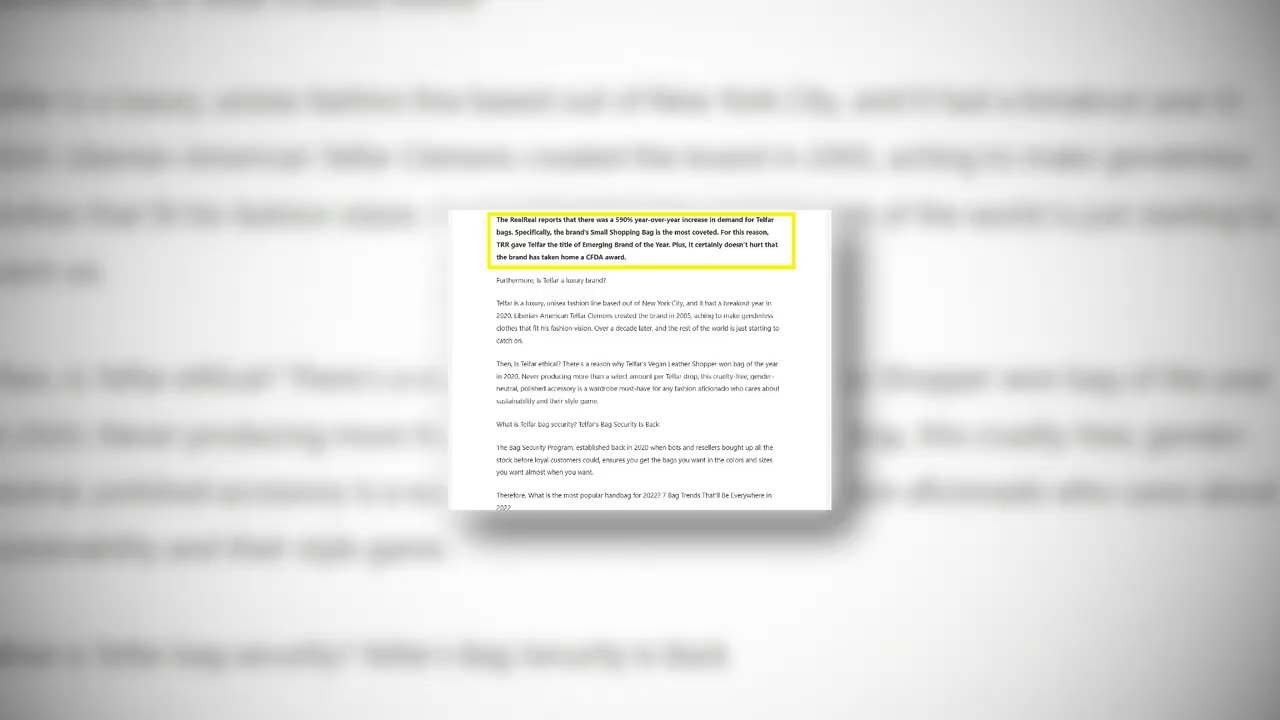 The RealReal reports that there was a 590% year-over-year increase in demand for Telfar
bags. Specifically, the brand's Small Shopping Bag is the most coveted. For this reason,
TRR gave Telfar the title of Emerging Brand of the Year. Plus, it certainly doesn't hurt that
the brand has taken home a CFDA award.
Furthermore, Is Telfar a luxury brand?
Telfar is a luxury, unisex fashion line based out of New York City, and it had a breakout year in
2020. Liberian-American Telfar Clemens created the brand in 2005, aching to make genderless
clothes that fit his fashion vision. Over a decade later, and the rest of the world is just starting to
catch on.
Then, Is Telfar ethical? There's a reason why Telfar's Vegan Leather Shopper won bag of the year
in 2020. Never producing more than a select amount per Telfar drop, this cruelty-free, gender-
neutral, polished accessory is a wardrobe must-have for any fashion aficionado who cares about
sustainability and their style game.
What is Telfar bag security? Telfar's Bag Security Is Back
The Bag Security Program, established back in 2020 when bots and resellers bought up all the
stock before loyal customers could, ensures you get the bags you want in the colors and sizes
you want almost when you want.
Therefore, What is the most popular handbag for 2022? 7 Bag Trends That'll Be Everywhere in
2022